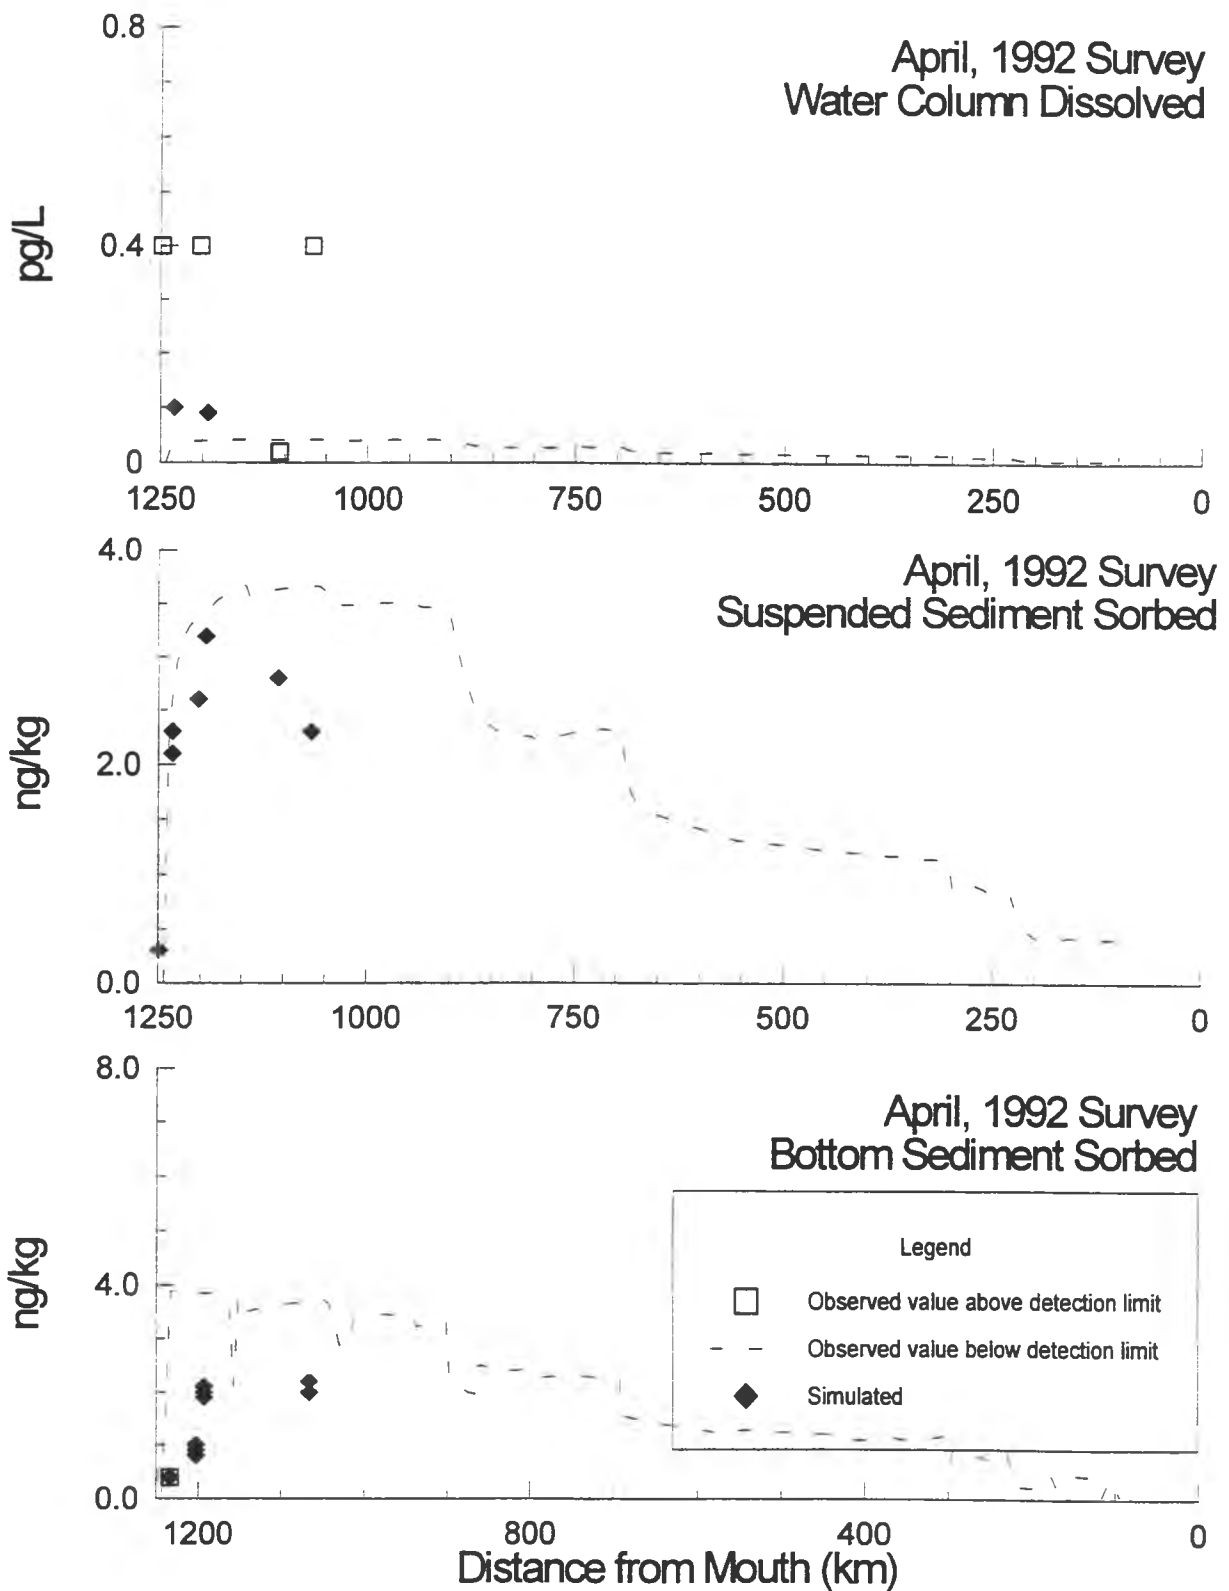 April, 1992 Survey
Water Column Dissolved
pg/L
0.8
0.4
0
1250 1000 750 500 250 0
April, 1992 Survey
Suspended Sediment Sorbed
ng/kg
4.0
2.0
0.0
1250 1000 750 500 250 0
April, 1992 Survey
Bottom Sediment Sorbed
ng/kg
8.0
4.0
0.0
Legend
Observed value above detection limit
Observed value below detection limit
Simulated
1200 800 400 0
Distance from Mouth (km)